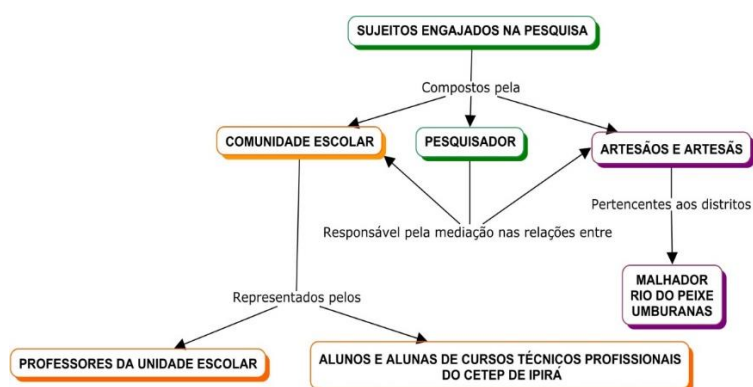 SUJEITOS ENGAJADOS NA PESQUISA
Compostos pela
COMUNIDADE ESCOLAR
PESQUISADOR
ARTESÃOS E ARTESÃS
Pertencentes aos distritos
Responsável pela mediação nas relações entre
MALHADOR
RIO DO PEIXE
UMBURANAS
Representados pelos
PROFESSORES DA UNIDADE ESCOLAR
ALUNOS E ALUNAS DE CURSOS TÉCNICOS PROFISSIONAIS
DO CETEP DE IPIRÁ